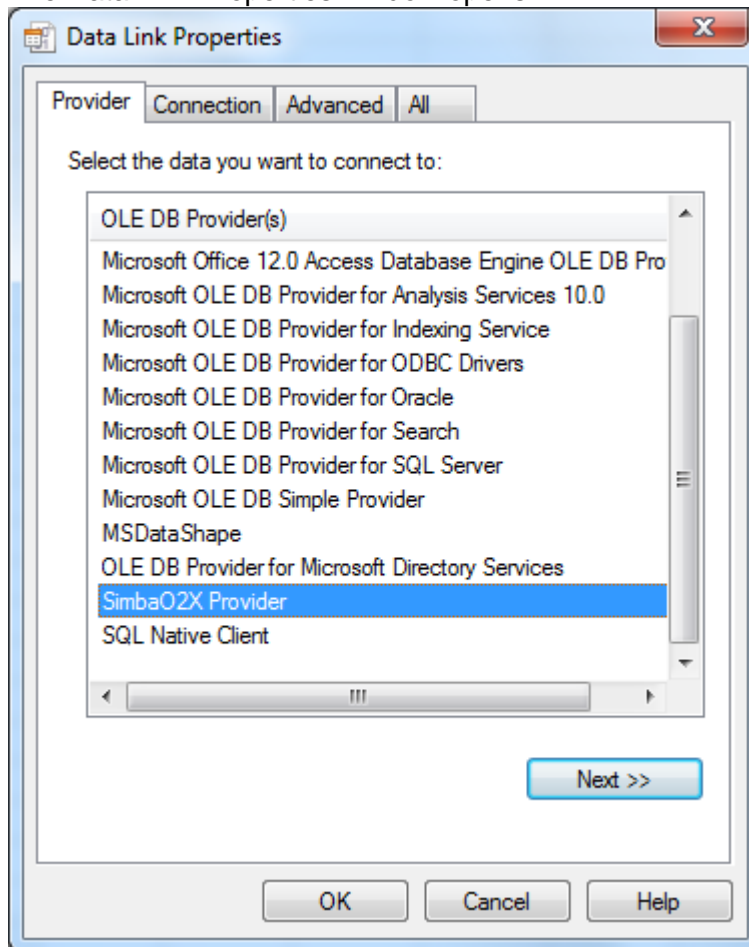 Data Link Properties
Provider Connection Advanced All
Select the data you want to connect to:
OLE DB Provider(s)
Microsoft Office 12.0 Access Database Engine OLE DB Pro
Microsoft OLE DB Provider for Analysis Services 10.0
Microsoft OLE DB Provider for Indexing Service
Microsoft OLE DB Provider for ODBC Drivers
Microsoft OLE DB Provider for Oracle
Microsoft OLE DB Provider for Search
Microsoft OLE DB Provider for SQL Server
Microsoft OLE DB Simple Provider
MSDataShape
OLE DB Provider for Microsoft Directory Services
SimbaO2X Provider
SQL Native Client
Next >>
OK Cancel Help